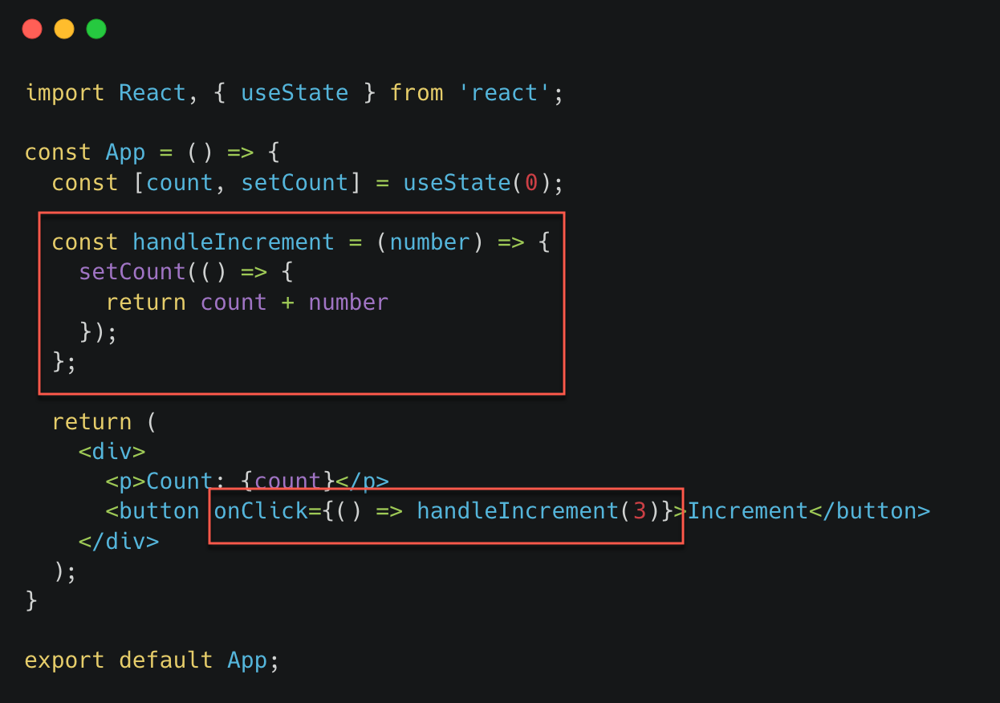 import React, { useState } from 'react';
const App = () => {
  const [count, setCount] = useState(0);
  const handleIncrement = (number) => {
    setCount(() => {
      return count + number
    });
  };
  return (
    <div>
      <p>Count: {count}</p>
      <button onClick={() => handleIncrement(3)}>Increment</button>
    </div>
  );
}
export default App;